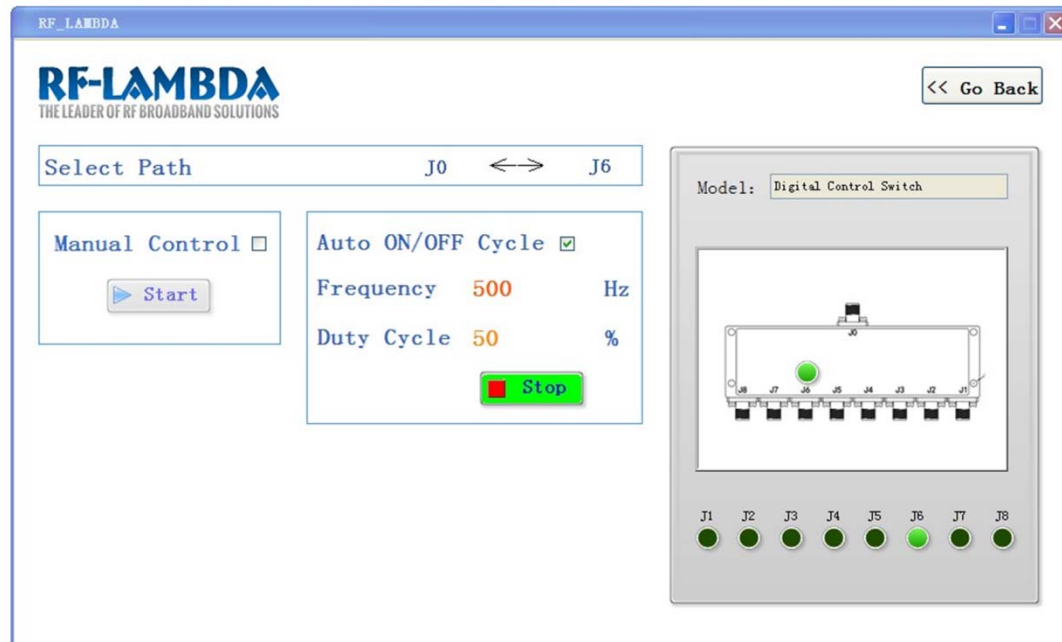 RF_LAMBDA
RF-LAMBDA
THE LEADER OF RF BROADBAND SOLUTIONS
<< Go Back
Select Path J0 <--> J6
Model: Digital Control Switch
Manual Control
Start
Auto ON/OFF Cycle
Frequency 500 Hz
Duty Cycle 50 %
Stop
J0
J8 J7 J6 J5 J4 J3 J2 J1
J1 J2 J3 J4 J5 J6 J7 J8